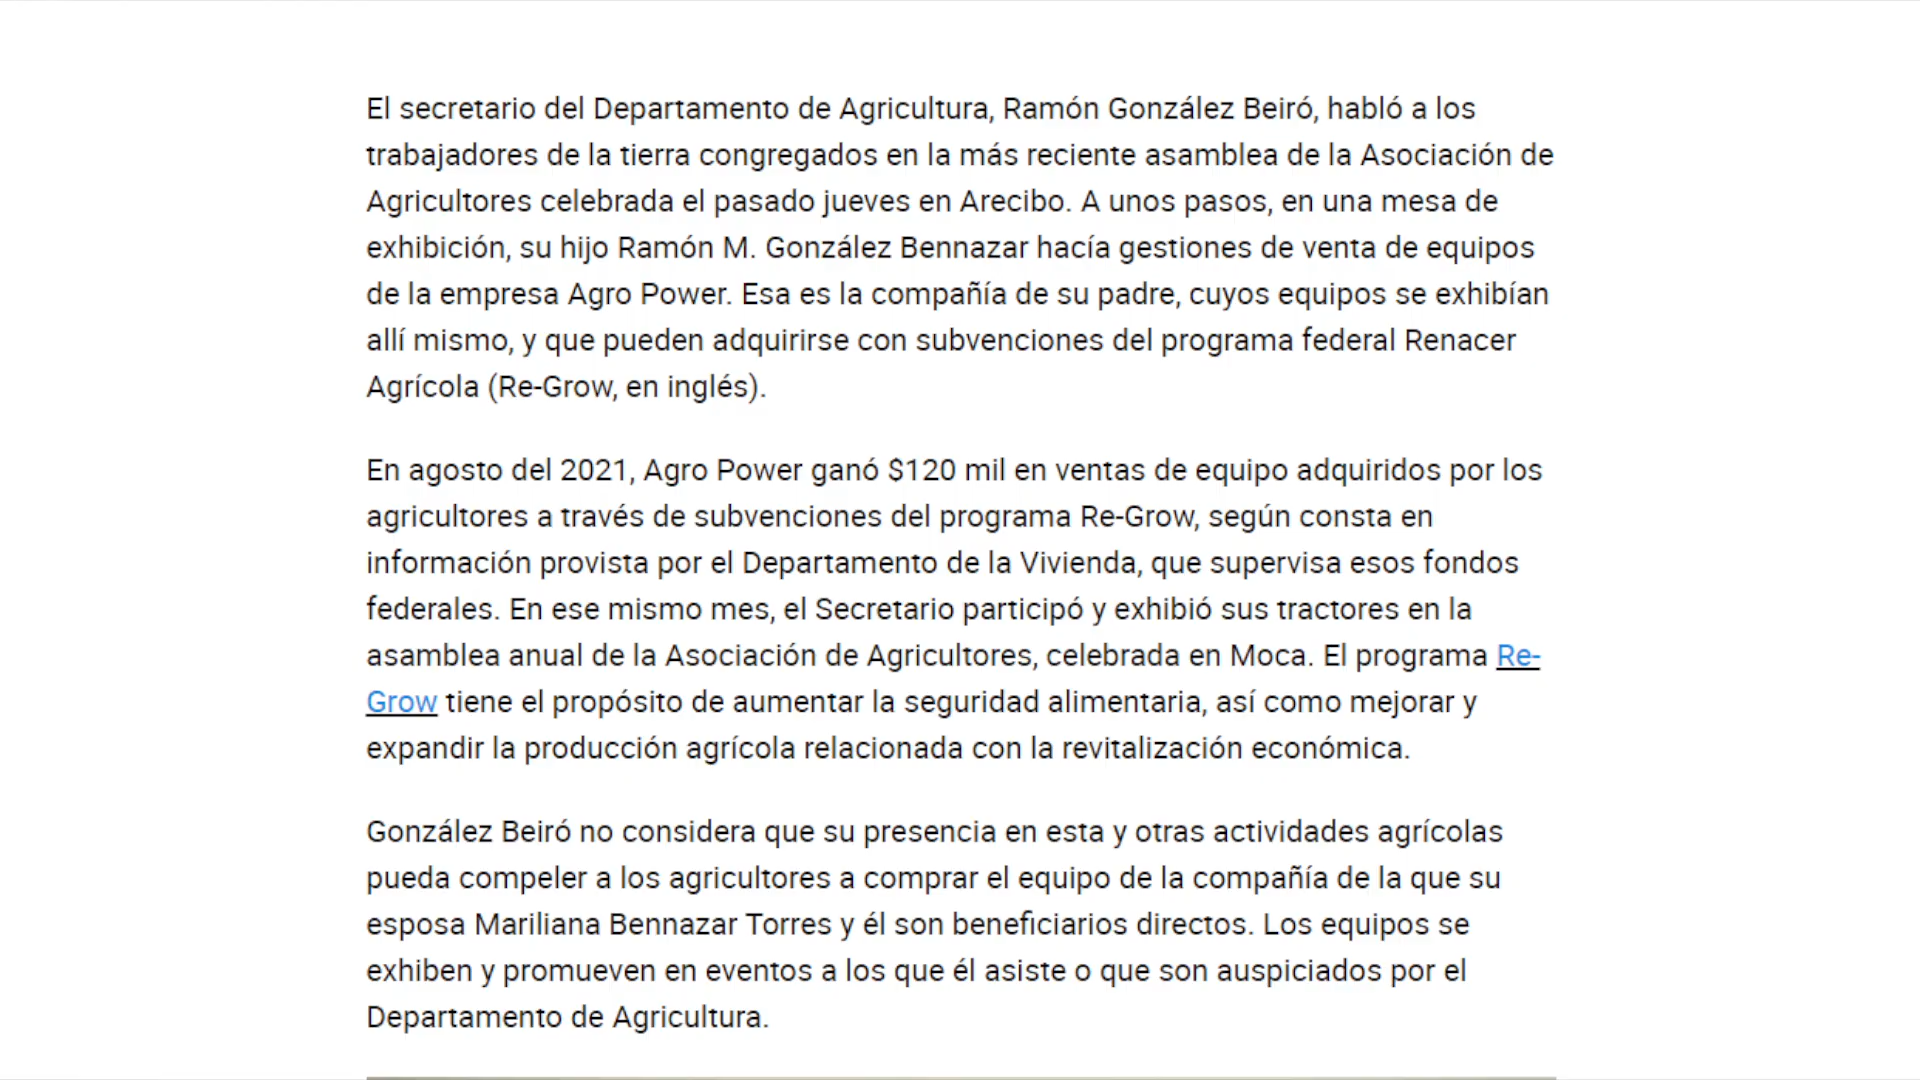 El secretario del Departamento de Agricultura, Ramón González Beiró, habló a los
trabajadores de la tierra congregados en la más reciente asamblea de la Asociación de
Agricultores celebrada el pasado jueves en Arecibo. A unos pasos, en una mesa de
exhibición, su hijo Ramón M. González Bennazar hacía gestiones de venta de equipos
de la empresa Agro Power. Esa es la compañía de su padre, cuyos equipos se exhibían
allí mismo, y que pueden adquirirse con subvenciones del programa federal Renacer
Agrícola (Re-Grow, en inglés).
En agosto del 2021, Agro Power ganó $120 mil en ventas de equipo adquiridos por los
agricultores a través de subvenciones del programa Re-Grow, según consta en
información provista por el Departamento de la Vivienda, que supervisa esos fondos
federales. En ese mismo mes, el Secretario participó y exhibió sus tractores en la
asamblea anual de la Asociación de Agricultores, celebrada en Moca. El programa Re-
Grow tiene el propósito de aumentar la seguridad alimentaria, así como mejorar y
expandir la producción agrícola relacionada con la revitalización económica.
González Beiró no considera que su presencia en esta y otras actividades agrícolas
pueda compeler a los agricultores a comprar el equipo de la compañía de la que su
esposa Mariliana Bennazar Torres y él son beneficiarios directos. Los equipos se
exhiben y promueven en eventos a los que él asiste o que son auspiciados por el
Departamento de Agricultura.